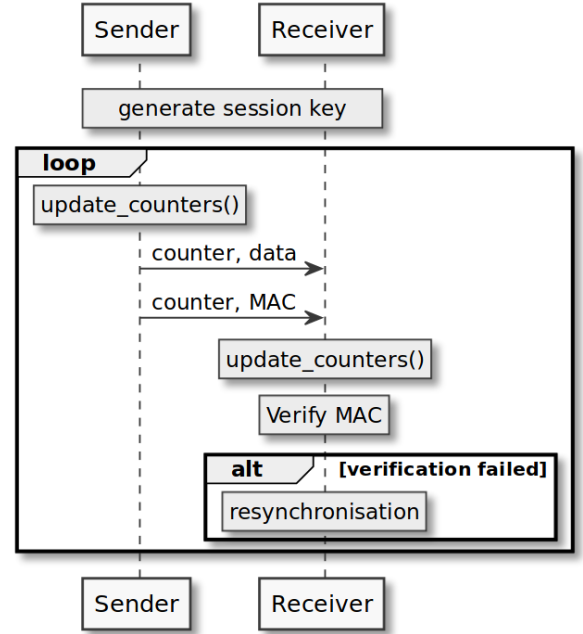 Sender
Receiver
generate session key
loop
update_counters()
counter, data
counter, MAC
update_counters()
Verify MAC
alt
[verification failed]
resynchronisation
Sender
Receiver